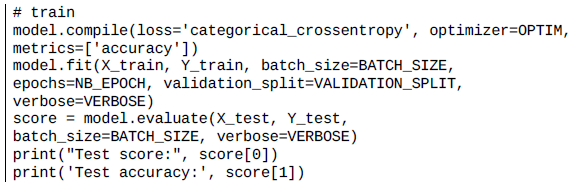 # train
model.compile(loss='categorical_crossentropy', optimizer=OPTIM,
metrics=['accuracy'])
model.fit(X_train, Y_train, batch_size=BATCH_SIZE,
epochs=NB_EPOCH, validation_split=VALIDATION_SPLIT,
verbose=VERBOSE)
score = model.evaluate(X_test, Y_test,
batch_size=BATCH_SIZE, verbose=VERBOSE)
print("Test score:", score[0])
print('Test accuracy:', score[1])